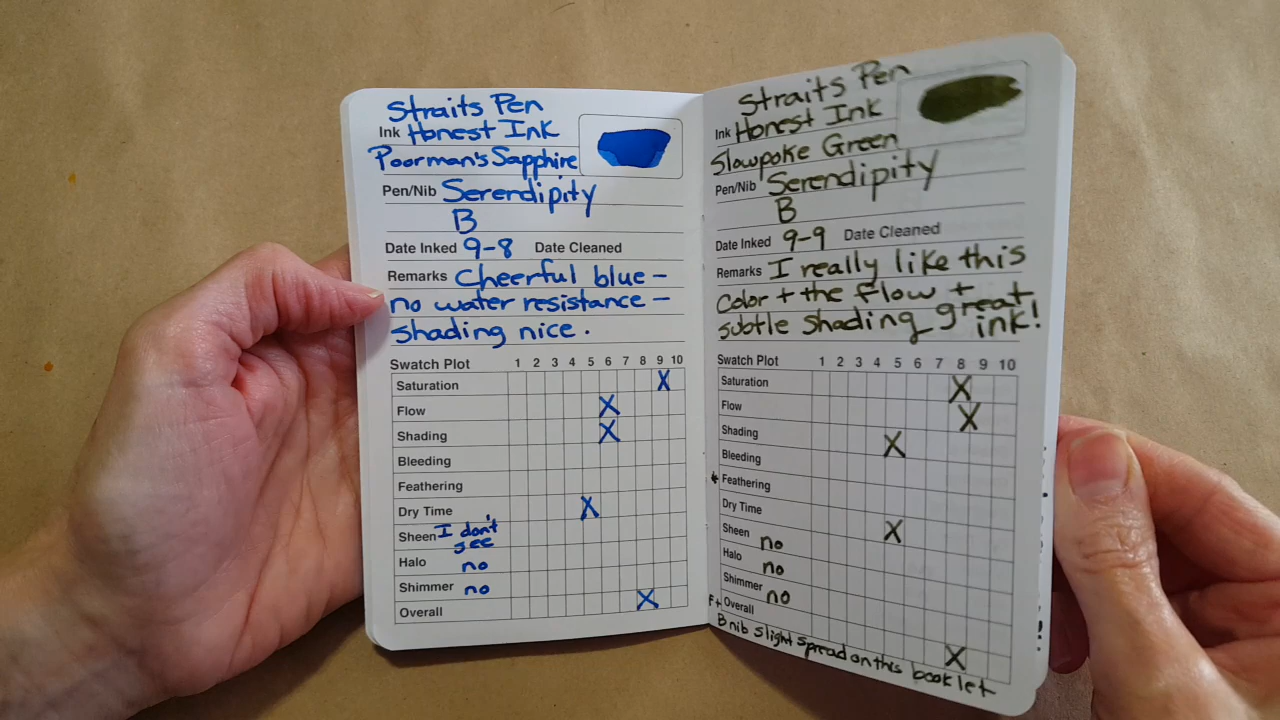 Straits Pen
Ink Honest Ink
Poorman's Sapphire
Pen/Nib Serendipity
B
Date Inked 9-8 Date Cleaned
Remarks Cheerful blue -
no water resistance -
shading nice.
Swatch Plot 1 2 3 4 5 6 7 8 9 10
Saturation X
Flow X
Shading X
Bleeding
Feathering
Dry Time X
Sheen I don't
see
Halo no
Shimmer no
Overall X
Straits Pen
Ink Honest Ink
Slowpoke Green
Pen/Nib Serendipity
B
Date Inked 9-9 Date Cleaned
Remarks I really like this
color + the flow +
subtle shading great
ink!
Swatch Plot 1 2 3 4 5 6 7 8 9 10
Saturation X
Flow X
Shading X
Bleeding
* Feathering
Dry Time X
Sheen no
Halo no
Shimmer no
Overall X
F +
B nib slight spread on this booklet